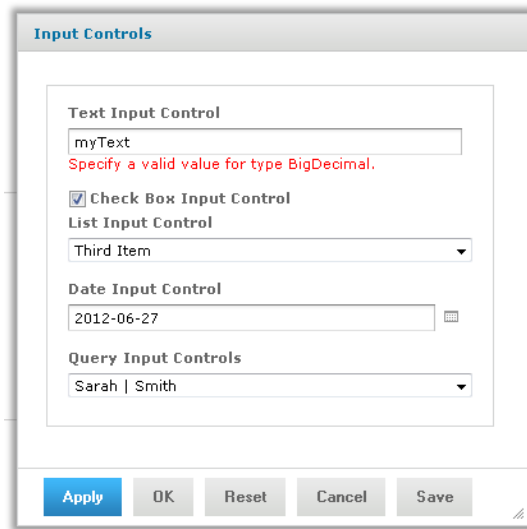 Input Controls
Text Input Control
myText
Specify a valid value for type BigDecimal.
Check Box Input Control
List Input Control
Third Item
Date Input Control
2012-06-27
Query Input Controls
Sarah | Smith
Apply OK Reset Cancel Save